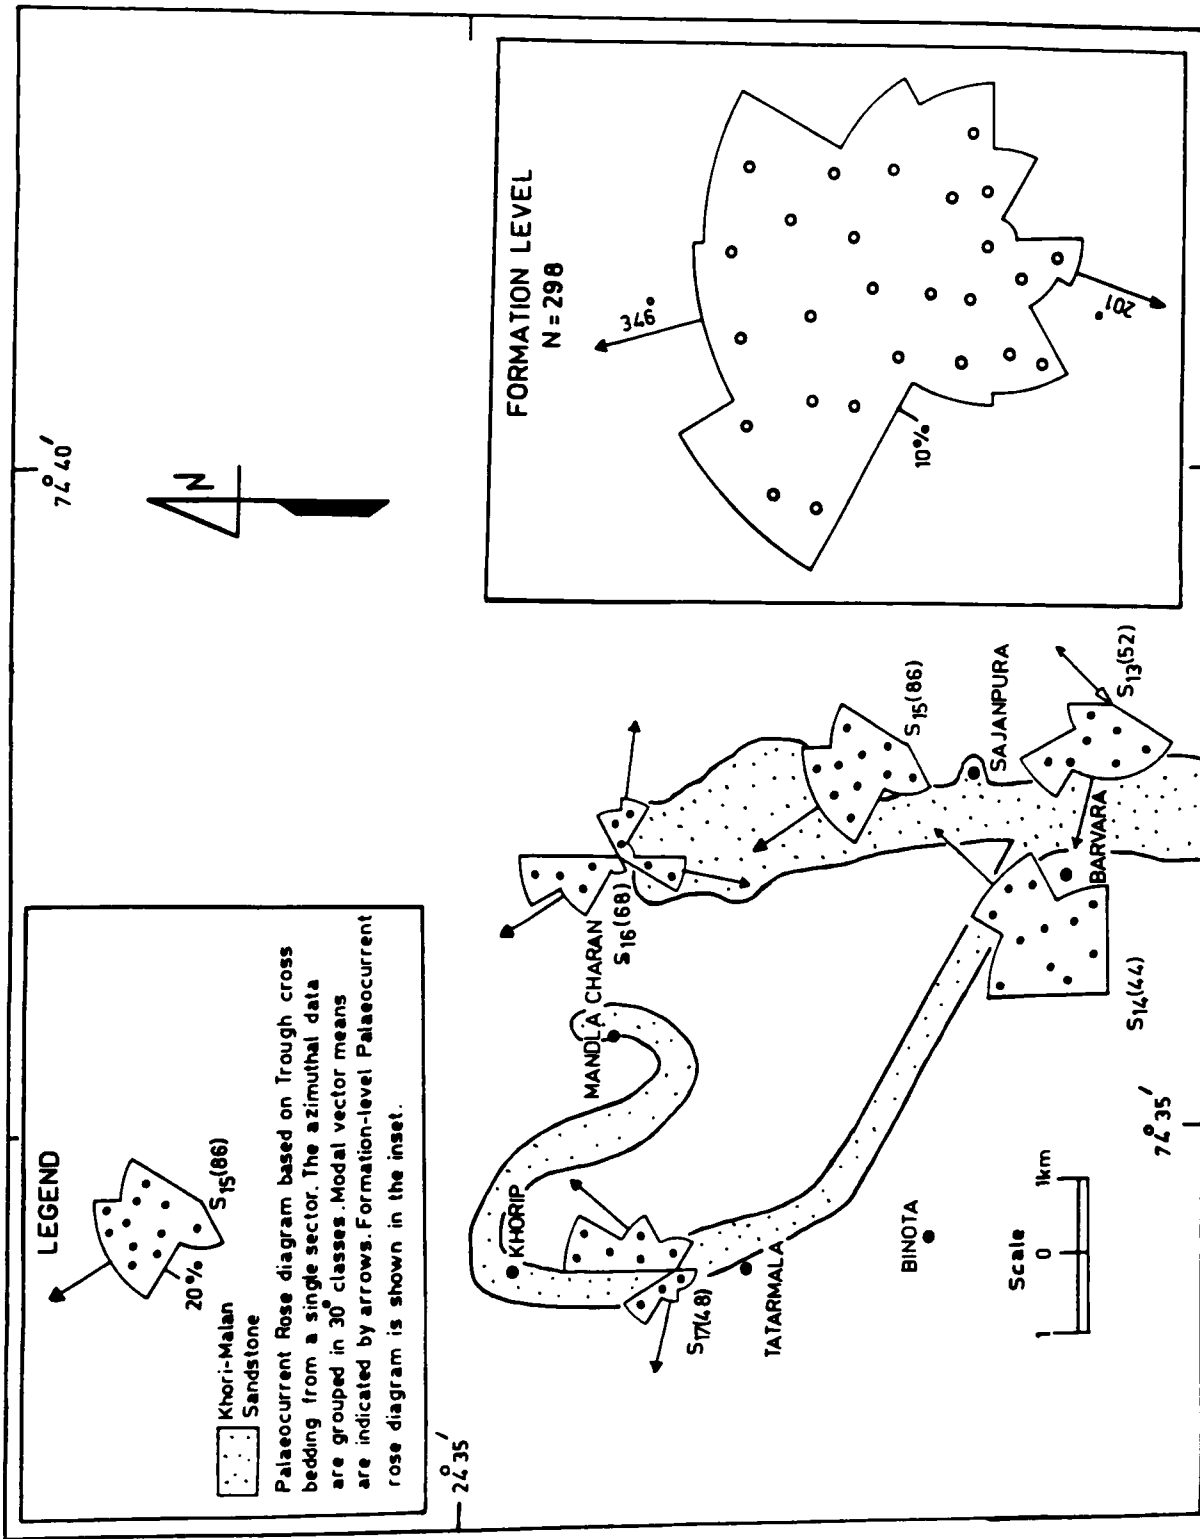 LEGEND
20%
S15(86)
Khori-Malan
Sandstone
Palaeocurrent Rose diagram based on Trough cross
bedding from a single sector. The azimuthal data
are grouped in 30° classes. Modal vector means
are indicated by arrows. Formation-level Palaeocurrent
rose diagram is shown in the inset.
74° 40′
N
24° 35′
FORMATION LEVEL
N = 298
346°
10%
201°
KHORIP
MANDLA CHARAN
S16(68)
S15(86)
SAJANPURA
S13(52)
BARVARA
S14(44)
S17(48)
TATARMALA
BINOTA
Scale
1 0 1km
74° 35′